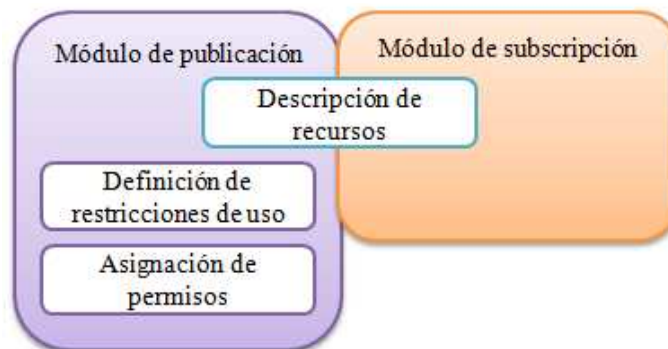 Módulo de publicación
Módulo de subscripción
Descripción de
recursos
Definición de
restricciones de uso
Asignación de
permisos